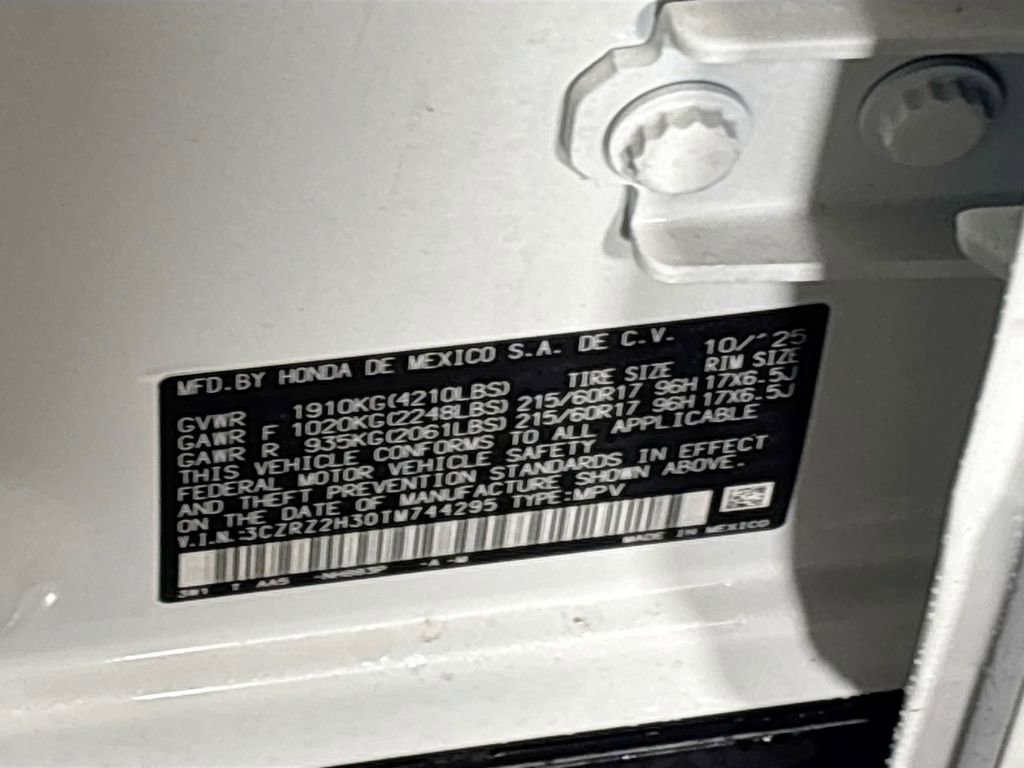 MFD.BY HONDA DE MEXICO S.A. DE C.V. 10/'25
TIRE SIZE RIM SIZE
GVWR 1910KG(4210LBS)
GAWR F 1020KG(2248LBS) 215/60R17 96H 17X6.5J
GAWR R 935KG(2061LBS) 215/60R17 96H 17X6.5J
THIS VEHICLE CONFORMS TO ALL APPLICABLE
FEDERAL MOTOR VEHICLE SAFETY
AND THEFT PREVENTION STANDARDS IN EFFECT
ON THE DATE OF MANUFACTURE SHOWN ABOVE.
V.I.N.:3CZRZ2H30TM744295 TYPE:MPV
3W1 T AAS -A -M MADE IN MEXICO